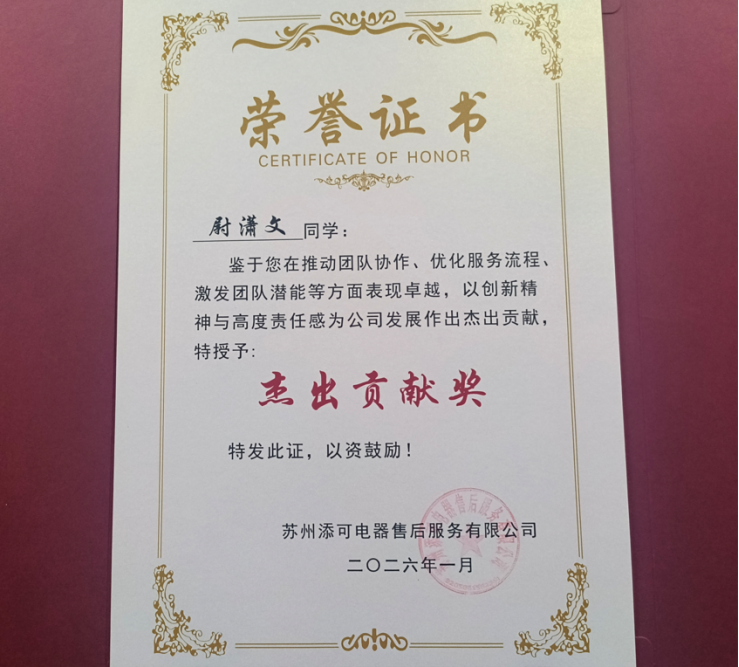 荣誉证书
CERTIFICATE OF HONOR
尉潇文同学：
鉴于您在推动团队协作、优化服务流程、
激发团队潜能等方面表现卓越，以创新精
神与高度责任感为公司发展作出杰出贡献，
特授予：
杰出贡献奖
特发此证，以资鼓励！
苏州添可电器售后服务有限公司
二〇二六年一月